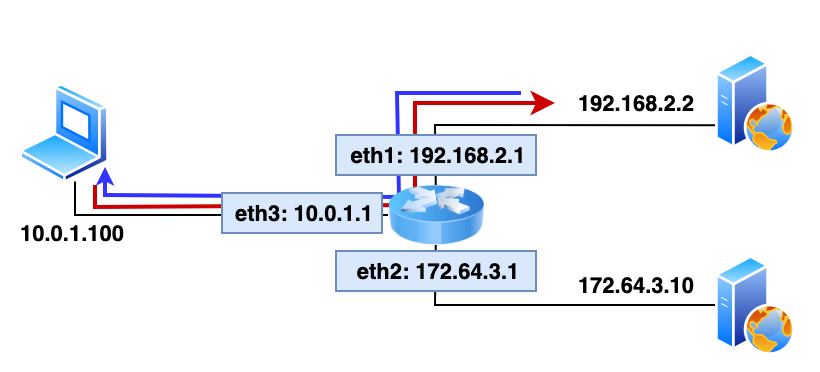 192.168.2.2
eth1: 192.168.2.1
eth3: 10.0.1.1
10.0.1.100
eth2: 172.64.3.1
172.64.3.10